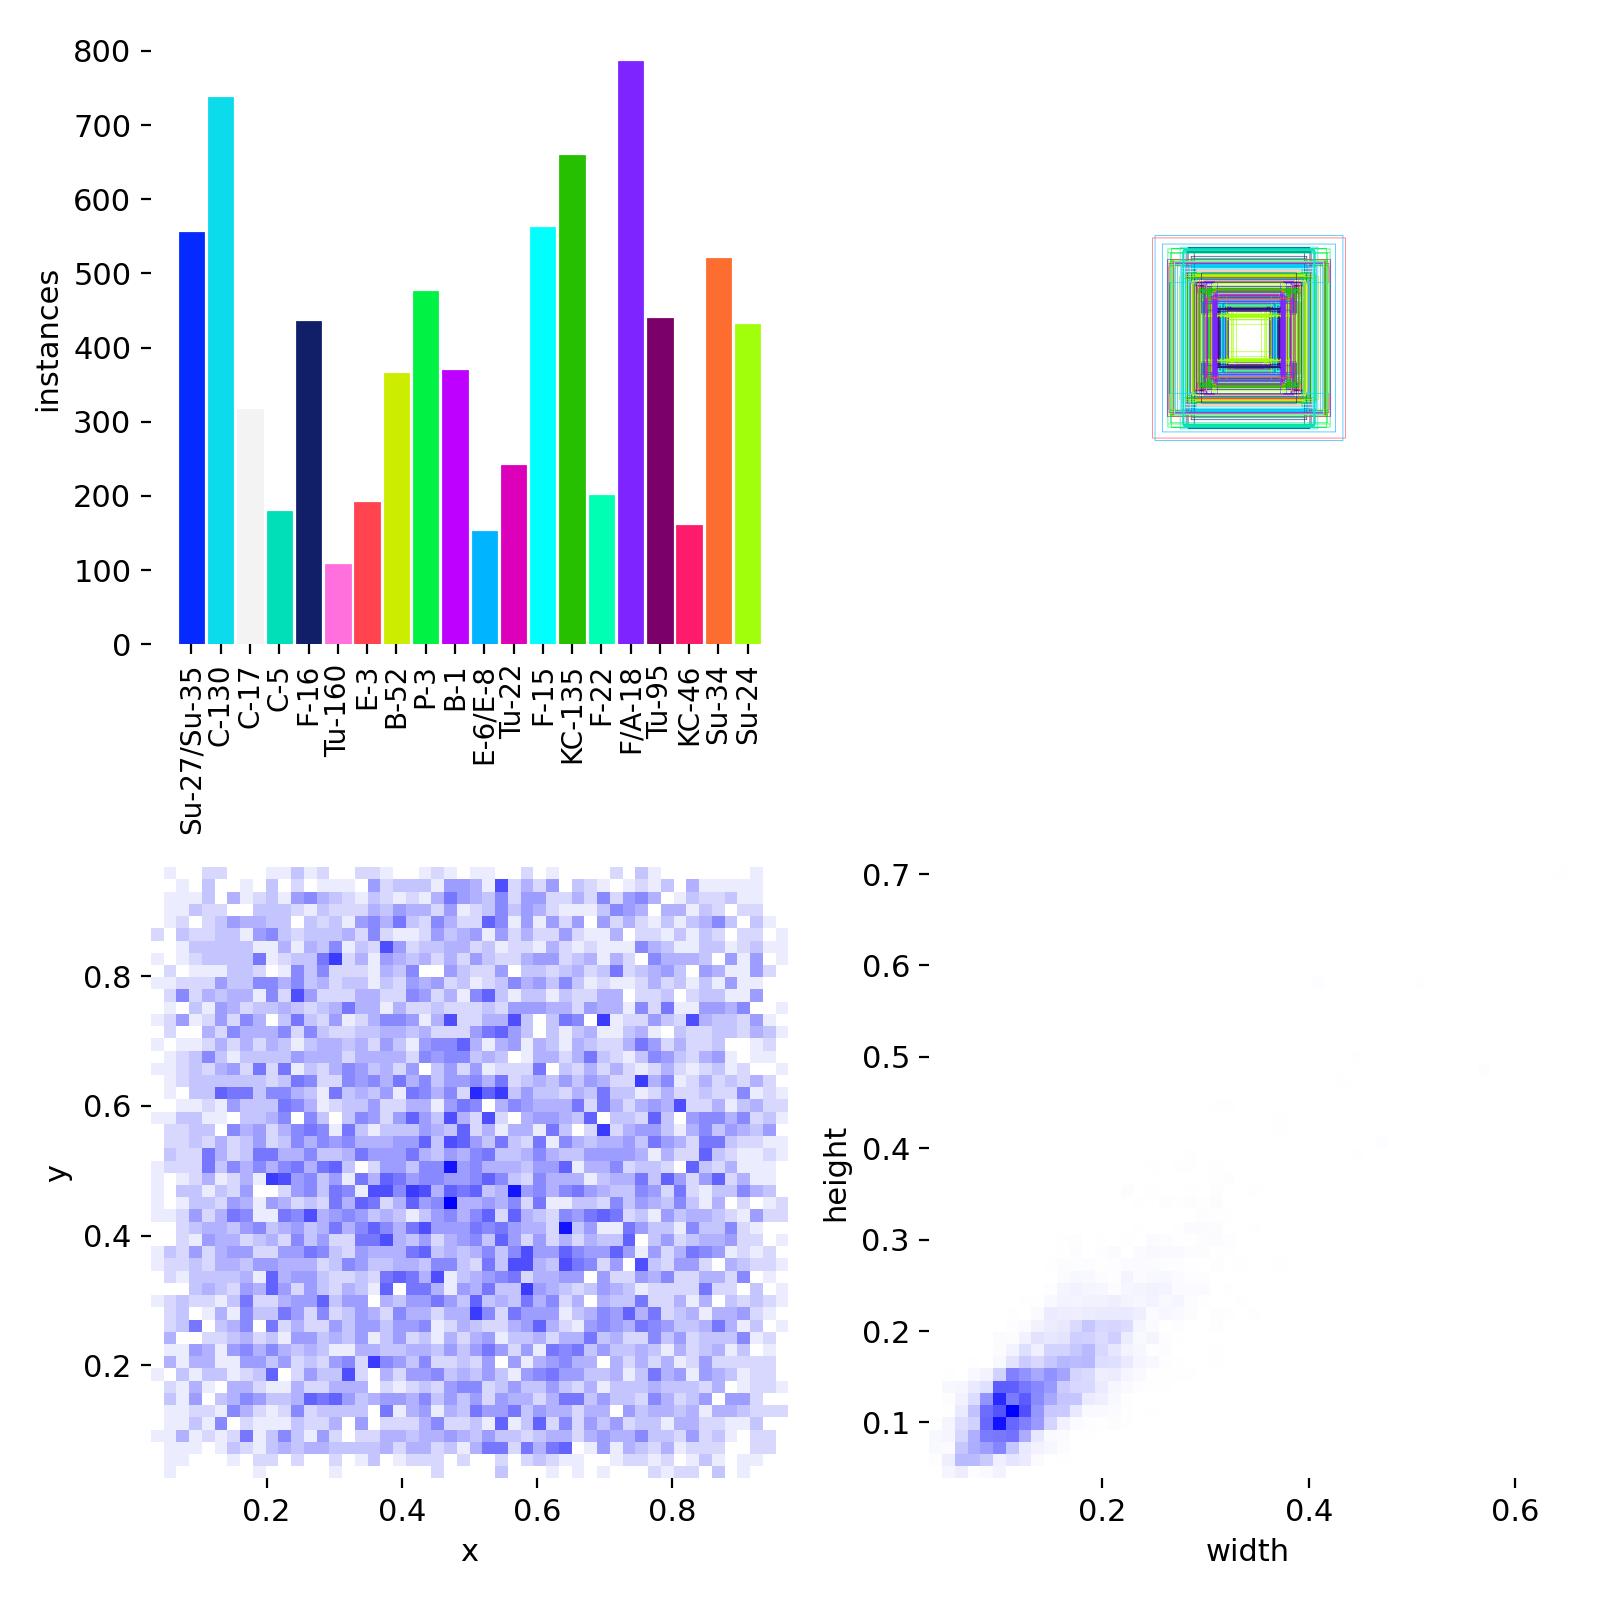 800
700
600
500
400
300
200
100
0
instances
Su-27/Su-35
C-130
C-17
C-5
F-16
Tu-160
E-3
B-52
P-3
B-1
E-6/E-8
Tu-22
F-15
KC-135
F-22
F/A-18
Tu-95
KC-46
Su-34
Su-24
0.8
0.6
0.4
0.2
y
0.2
0.4
0.6
0.8
x
0.7
0.6
0.5
0.4
0.3
0.2
0.1
height
0.2
0.4
0.6
width